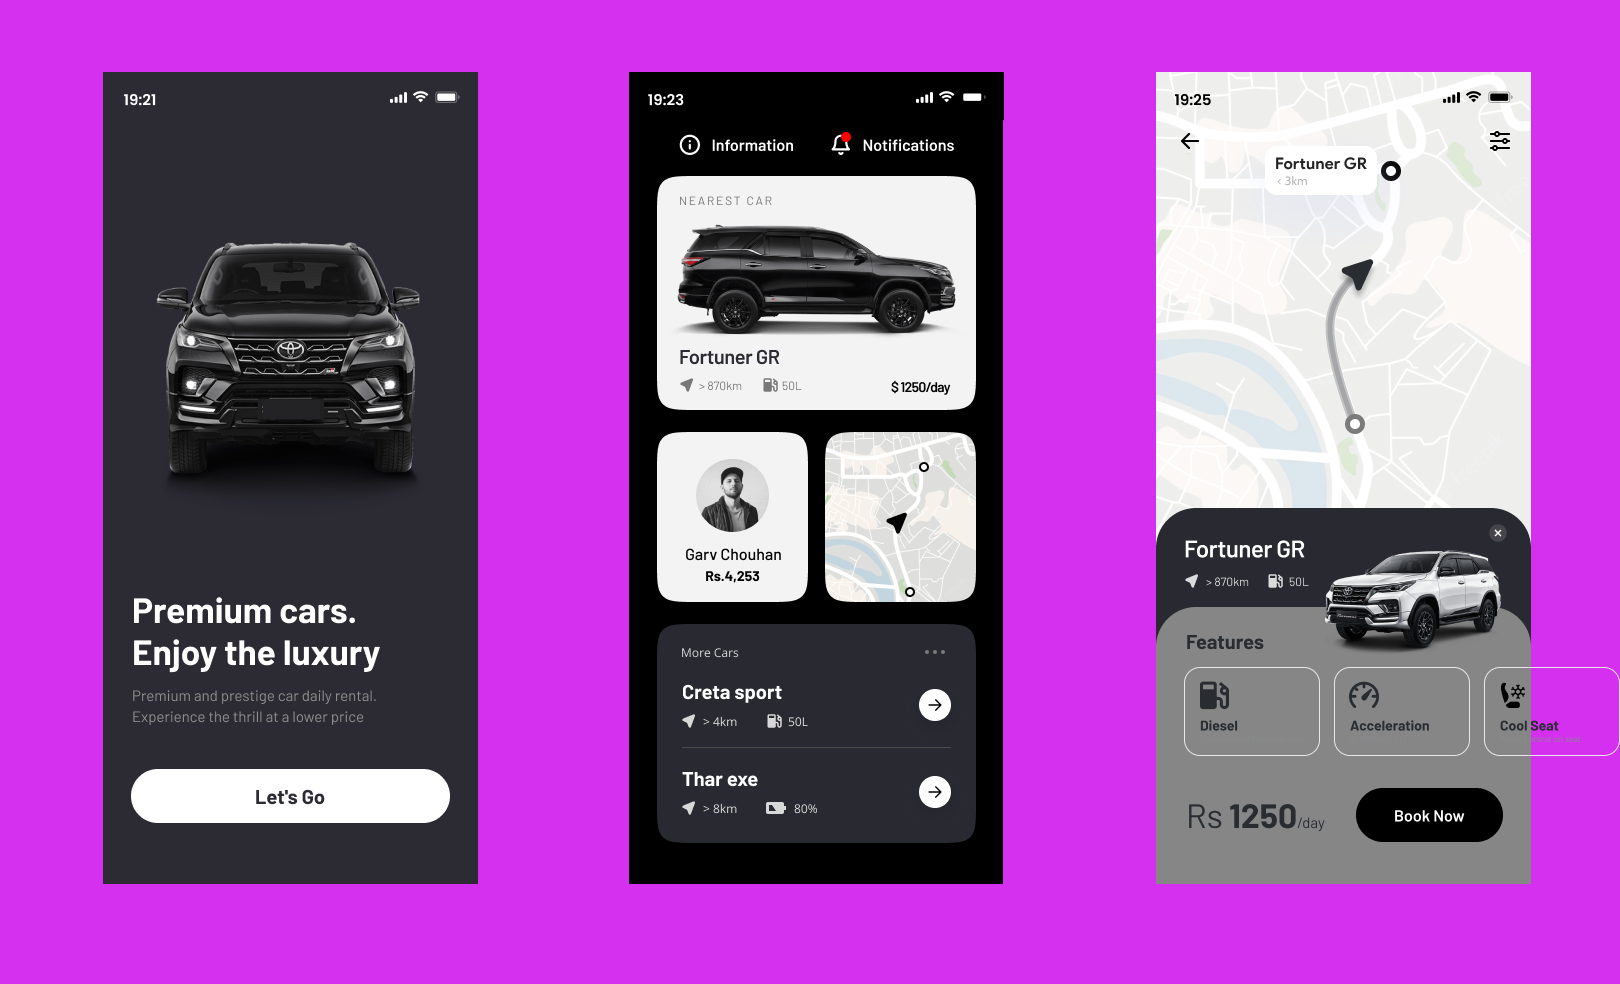 19:21
Premium cars.
Enjoy the luxury
Premium and prestige car daily rental.
Experience the thrill at a lower price
Let's Go
19:23
Information
Notifications
NEAREST CAR
Fortuner GR
> 870km
50L
$ 1250/day
Garv Chouhan
Rs.4,253
More Cars
Creta sport
> 4km
50L
Thar exe
> 8km
80%
19:25
Fortuner GR
< 3km
Fortuner GR
> 870km
50L
Features
Diesel
Acceleration
Cool Seat
Rs 1250/day
Book Now